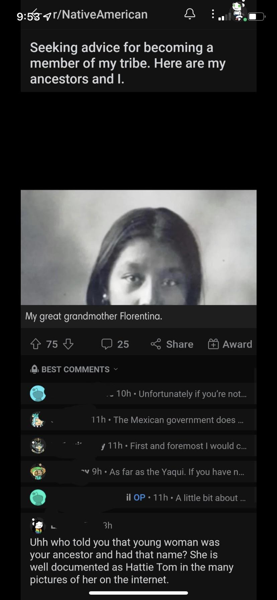 9:53
r/NativeAmerican
Seeking advice for becoming a
member of my tribe. Here are my
ancestors and I.
My great grandmother Florentina.
75
25
Share
Award
BEST COMMENTS
10h • Unfortunately if you're not...
11h • The Mexican government does ...
11h • First and foremost I would c...
9h • As far as the Yaqui. If you have n...
OP • 11h • A little bit about ...
Uhh who told you that young woman was
your ancestor and had that name? She is
well documented as Hattie Tom in the many
pictures of her on the internet.